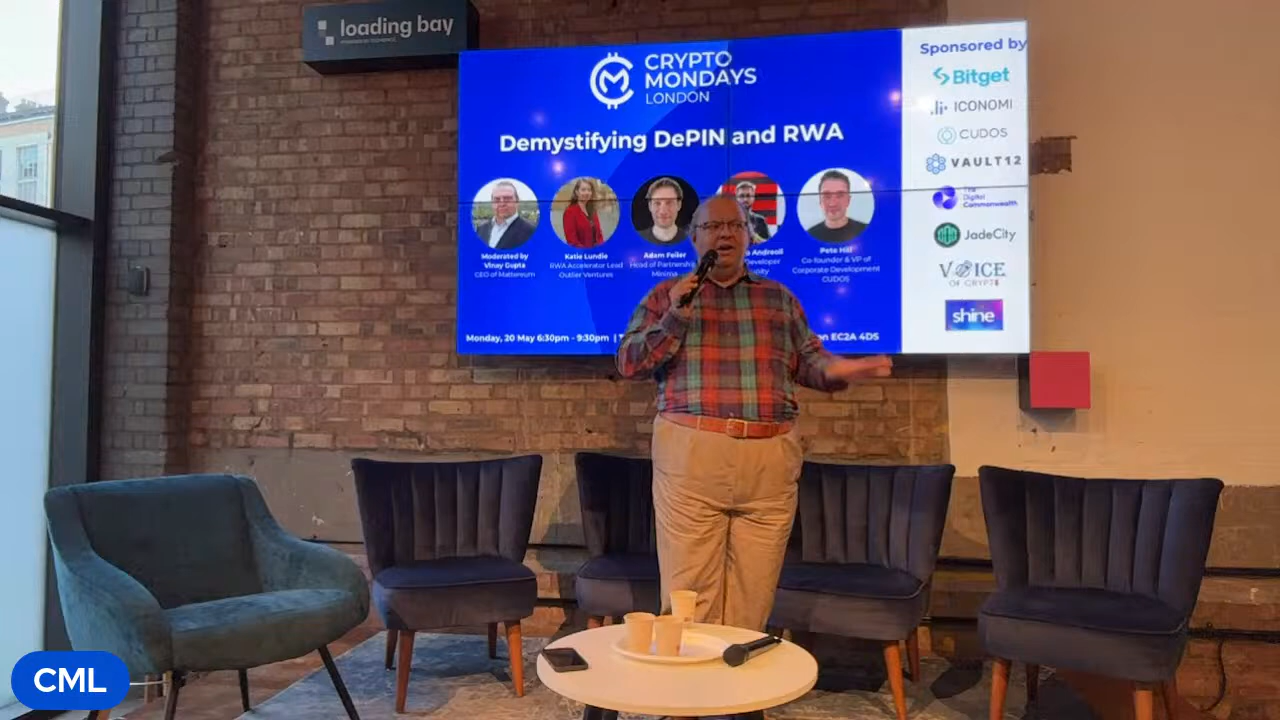 loading bay
CRYPTO
MONDAYS
LONDON
Demystifying DePIN and RWA
Moderated by
Vinay Gupta
CEO of Mattereum
Katie Lundie
RWA Accelerator Lead
Outlier Ventures
Adam Feiler
Head of Partnership
Minima
Andreoli
Developer
Pete Hill
Co-founder & VP of
Corporate Development
CUDOS
Monday, 20 May 6:30pm - 9:30pm |
EC2A 4DS
Sponsored by
Bitget
ICONOMI
CUDOS
VAULT12
The
Digital
Commonwealth
JadeCity
VOICE
OF CRYPTO
shine
CML